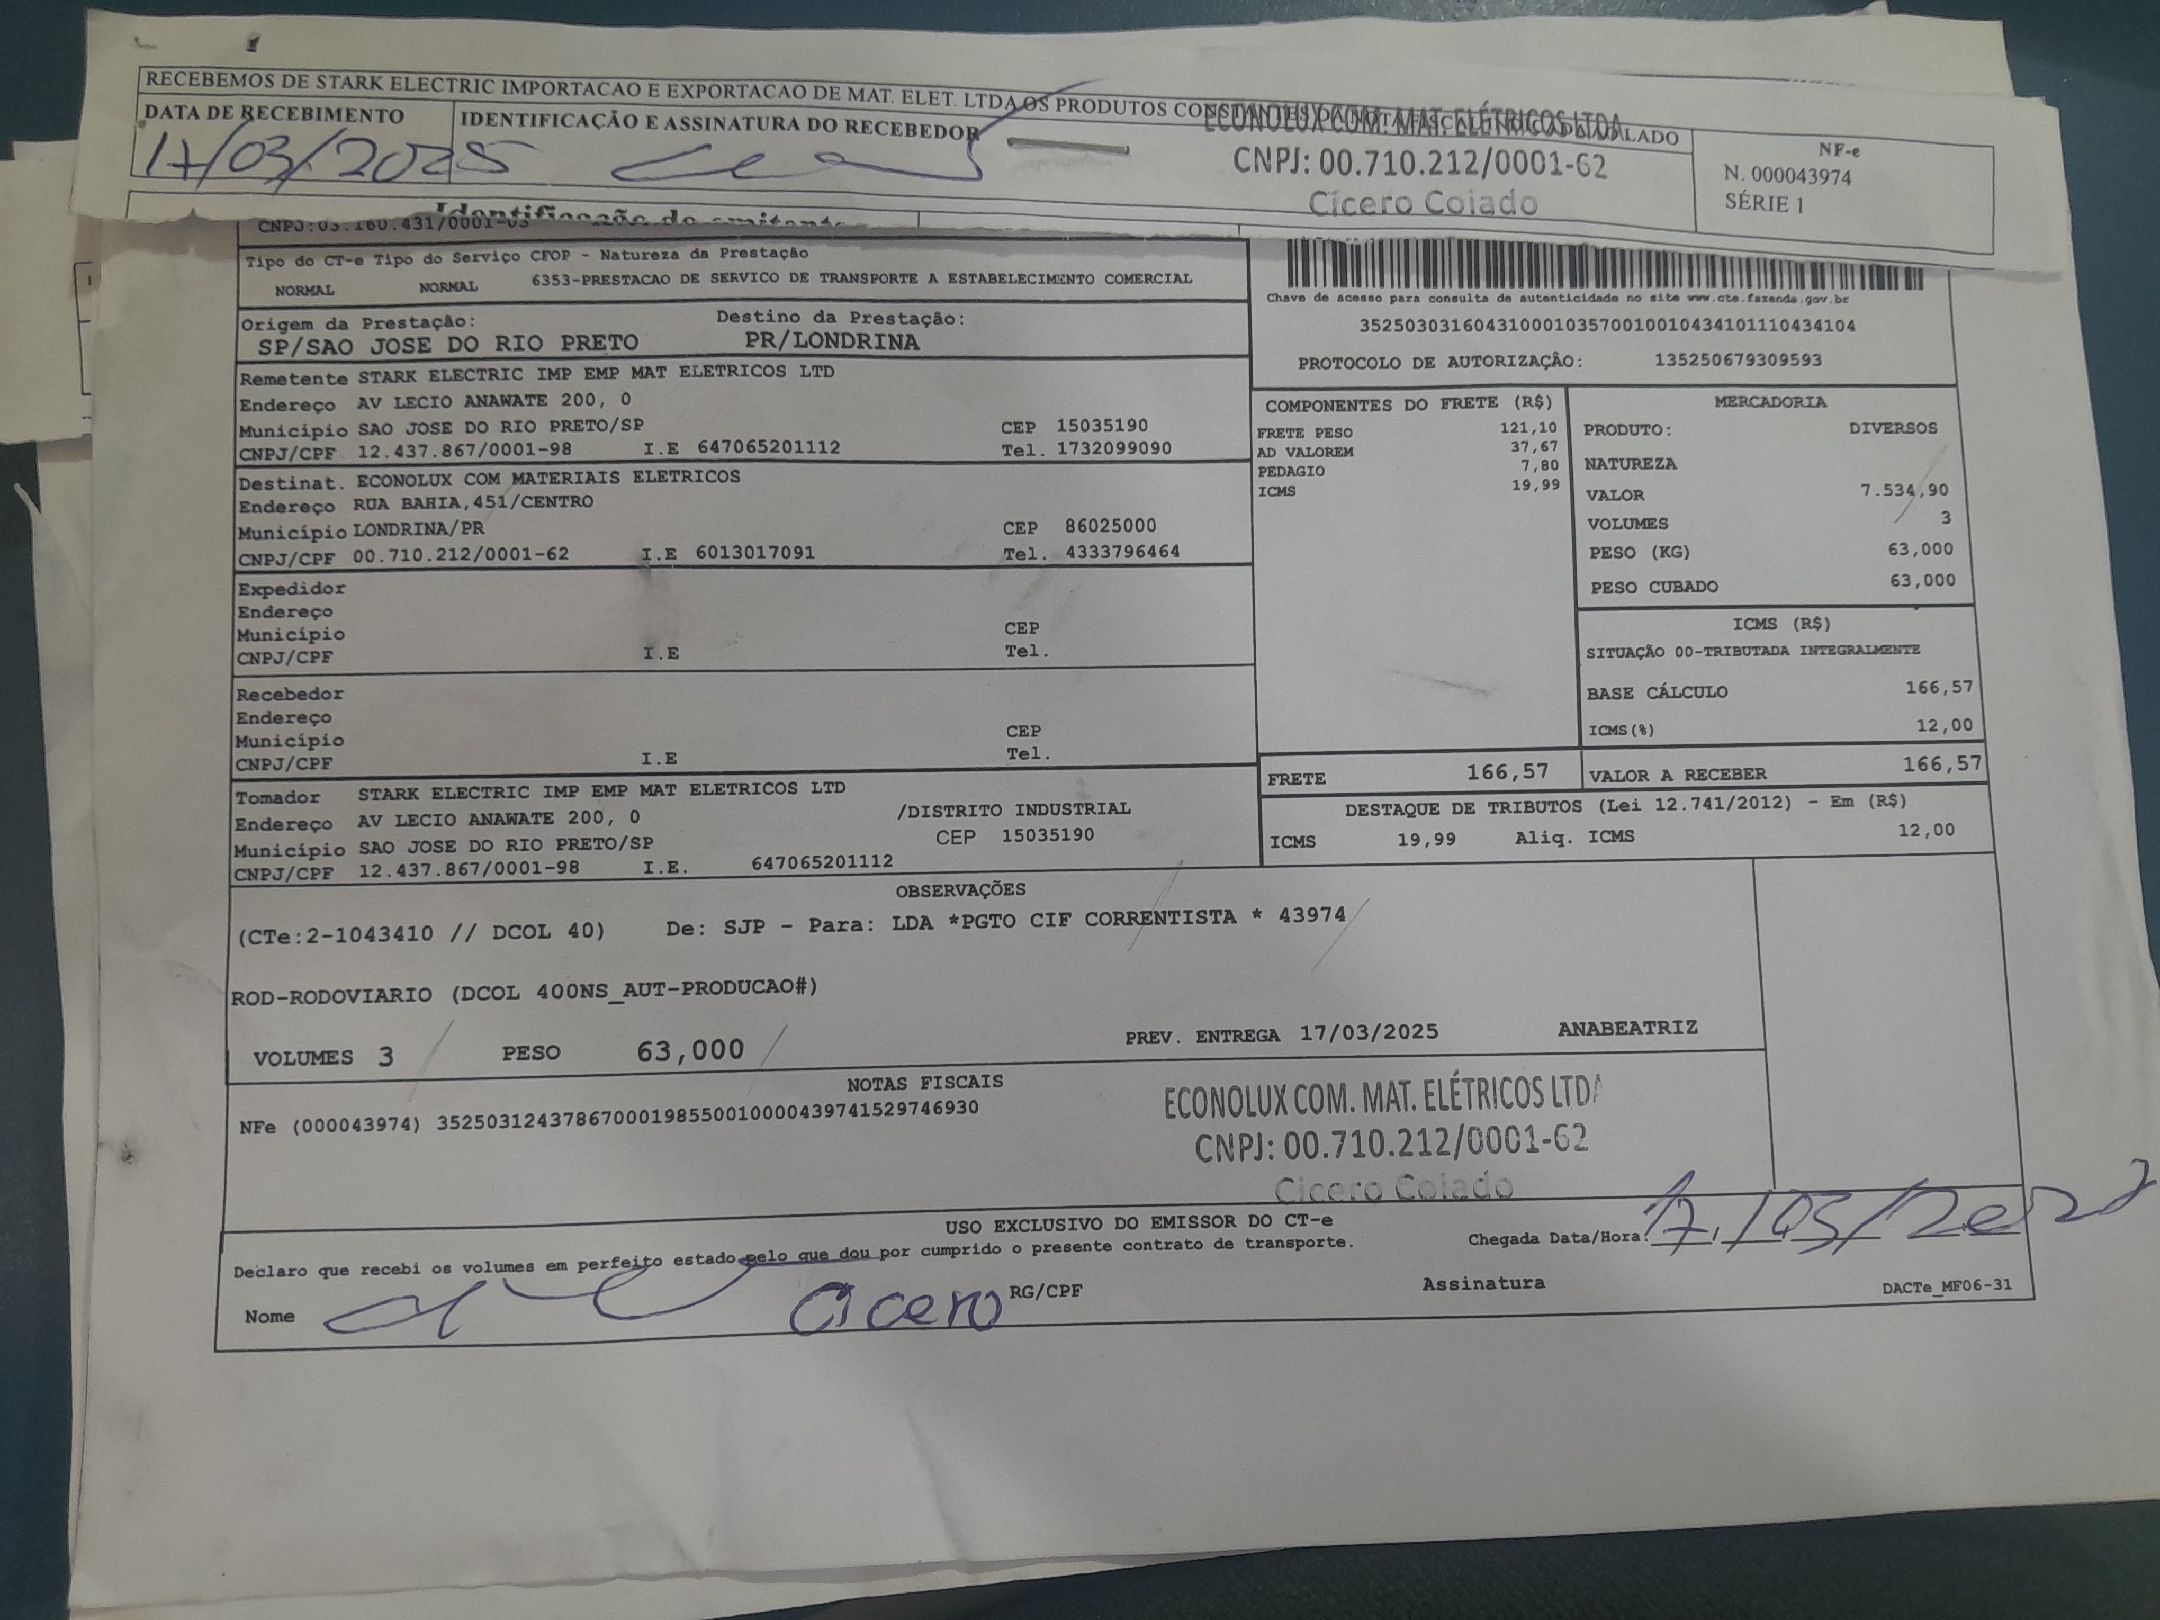 RECEBEMOS DE STARK ELECTRIC IMPORTACAO E EXPORTACAO DE MAT. ELET. LTDA OS PRODUTOS CONSTANTES DA NOTA FISCAL INDICADA AO LADO
DATA DE RECEBIMENTO
17/03/2025
IDENTIFICAÇÃO E ASSINATURA DO RECEBEDOR
ECONOLUX COM. MAT. ELÉTRICOS LTDA
CNPJ: 00.710.212/0001-62
Cícero Coiado
NF-e
N. 000043974
SÉRIE 1
Identificação do emitente
CNPJ:03.160.431/0001-03
Tipo do CT-e Tipo do Serviço CFOP - Natureza da Prestação
NORMAL NORMAL 6353-PRESTACAO DE SERVICO DE TRANSPORTE A ESTABELECIMENTO COMERCIAL
Chave de acesso para consulta de autenticidade no site www.cte.fazenda.gov.br
35250303160431000103570010010434101110434104
PROTOCOLO DE AUTORIZAÇÃO: 135250679309593
Origem da Prestação: Destino da Prestação:
SP/SAO JOSE DO RIO PRETO PR/LONDRINA
Remetente STARK ELECTRIC IMP EMP MAT ELETRICOS LTD
Endereço AV LECIO ANAWATE 200, 0
Município SAO JOSE DO RIO PRETO/SP CEP 15035190
CNPJ/CPF 12.437.867/0001-98 I.E 647065201112 Tel. 1732099090
Destinat. ECONOLUX COM MATERIAIS ELETRICOS
Endereço RUA BAHIA,451/CENTRO
Município LONDRINA/PR CEP 86025000
CNPJ/CPF 00.710.212/0001-62 I.E 6013017091 Tel. 4333796464
Expedidor
Endereço
Município CEP
CNPJ/CPF I.E Tel.
Recebedor
Endereço
Município CEP
CNPJ/CPF I.E Tel.
Tomador STARK ELECTRIC IMP EMP MAT ELETRICOS LTD
Endereço AV LECIO ANAWATE 200, 0 /DISTRITO INDUSTRIAL
Município SAO JOSE DO RIO PRETO/SP CEP 15035190
CNPJ/CPF 12.437.867/0001-98 I.E. 647065201112
COMPONENTES DO FRETE (R$)
FRETE PESO 121,10
AD VALOREM 37,67
PEDAGIO 7,80
ICMS 19,99
MERCADORIA
PRODUTO: DIVERSOS
NATUREZA
VALOR 7.534,90
VOLUMES 3
PESO (KG) 63,000
PESO CUBADO 63,000
ICMS (R$)
SITUAÇÃO 00-TRIBUTADA INTEGRALMENTE
BASE CÁLCULO 166,57
ICMS(%) 12,00
FRETE 166,57 VALOR A RECEBER 166,57
DESTAQUE DE TRIBUTOS (Lei 12.741/2012) - Em (R$)
ICMS 19,99 Aliq. ICMS 12,00
OBSERVAÇÕES
(CTe:2-1043410 // DCOL 40) De: SJP - Para: LDA *PGTO CIF CORRENTISTA * 43974
ROD-RODOVIARIO (DCOL 400NS_AUT-PRODUCAO#)
VOLUMES 3 PESO 63,000 PREV. ENTREGA 17/03/2025 ANABEATRIZ
NOTAS FISCAIS
NFe (000043974) 35250312437867000198550010000439741529746930
ECONOLUX COM. MAT. ELÉTRICOS LTDA
CNPJ: 00.710.212/0001-62
Cícero Coiado
USO EXCLUSIVO DO EMISSOR DO CT-e
Declaro que recebi os volumes em perfeito estado pelo que dou por cumprido o presente contrato de transporte.
Chegada Data/Hora: 17/03/
Nome Cicero RG/CPF Assinatura DACTe_MF06-31